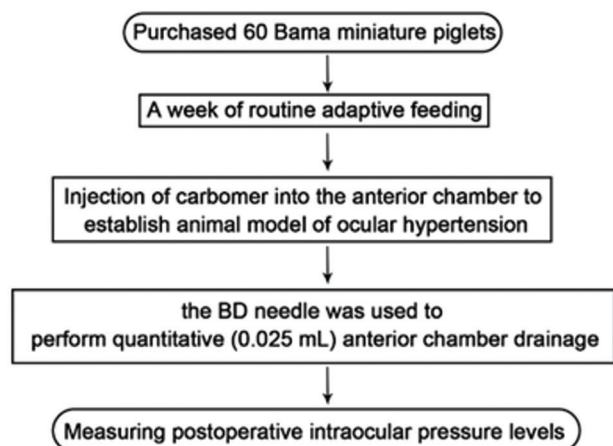 Purchased 60 Bama miniature piglets
A week of routine adaptive feeding
Injection of carbomer into the anterior chamber to
establish animal model of ocular hypertension
the BD needle was used to
perform quantitative (0.025 mL) anterior chamber drainage
Measuring postoperative intraocular pressure levels